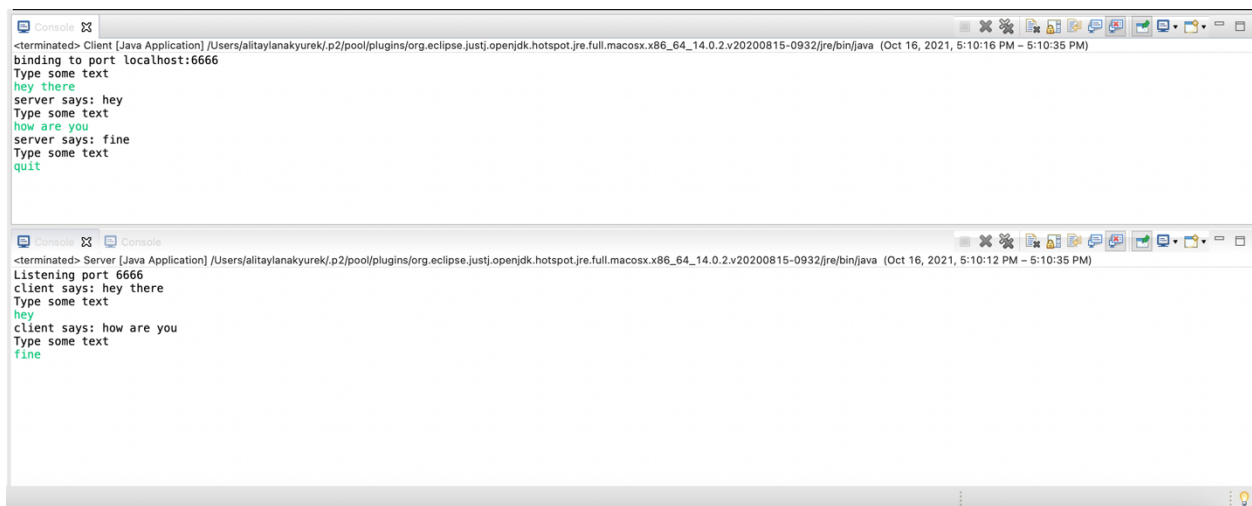 Console
<terminated> Client [Java Application] /Users/alitaylanakyurek/.p2/pool/plugins/org.eclipse.justj.openjdk.hotspot.jre.full.macosx.x86_64_14.0.2.v20200815-0932/jre/bin/java (Oct 16, 2021, 5:10:16 PM – 5:10:35 PM)
binding to port localhost:6666
Type some text
hey there
server says: hey
Type some text
how are you
server says: fine
Type some text
quit
Console Console
<terminated> Server [Java Application] /Users/alitaylanakyurek/.p2/pool/plugins/org.eclipse.justj.openjdk.hotspot.jre.full.macosx.x86_64_14.0.2.v20200815-0932/jre/bin/java (Oct 16, 2021, 5:10:12 PM – 5:10:35 PM)
Listening port 6666
client says: hey there
Type some text
hey
client says: how are you
Type some text
fine